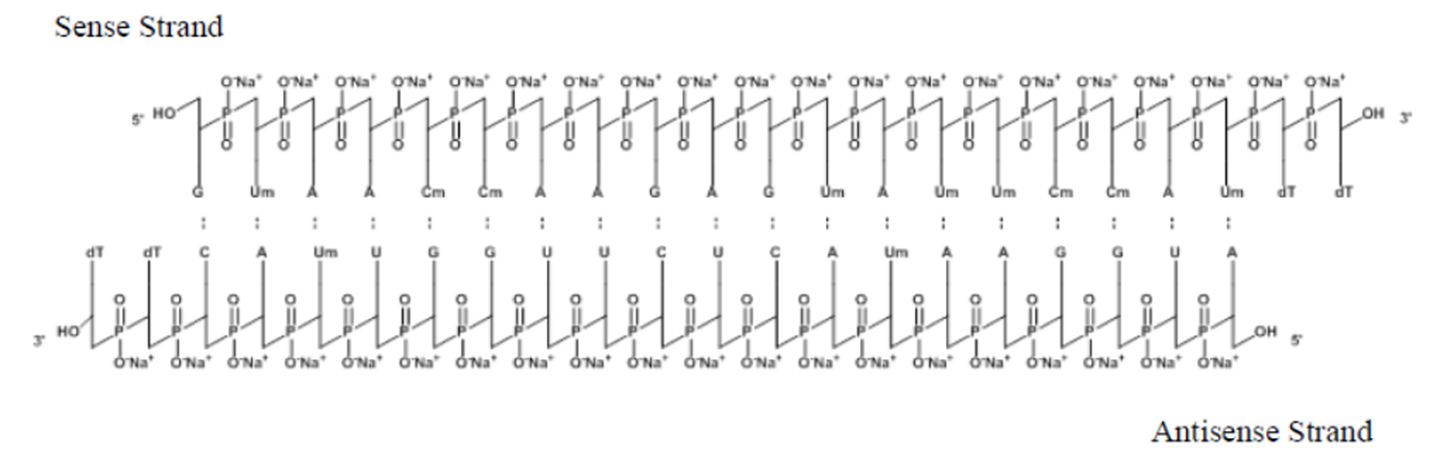 Sense Strand
O⁻Na⁺ O⁻Na⁺ O⁻Na⁺ O⁻Na⁺ O⁻Na⁺ O⁻Na⁺ O⁻Na⁺ O⁻Na⁺ O⁻Na⁺ O⁻Na⁺ O⁻Na⁺ O⁻Na⁺ O⁻Na⁺ O⁻Na⁺ O⁻Na⁺ O⁻Na⁺ O⁻Na⁺ O⁻Na⁺ O⁻Na⁺ O⁻Na⁺
5' HO P P P P P P P P P P P P P P P P P P P P OH 3'
O O O O O O O O O O O O O O O O O O O O
G Um A A Cm Cm A A G A G Um A Um Um Cm Cm A Um dT dT
: : : : : : : : : : : : : : : : : : :
dT dT C A Um U G G U U C U C A Um A A G G U A
O O O O O O O O O O O O O O O O O O O O
3' HO P P P P P P P P P P P P P P P P P P P P OH 5'
O⁻Na⁺ O⁻Na⁺ O⁻Na⁺ O⁻Na⁺ O⁻Na⁺ O⁻Na⁺ O⁻Na⁺ O⁻Na⁺ O⁻Na⁺ O⁻Na⁺ O⁻Na⁺ O⁻Na⁺ O⁻Na⁺ O⁻Na⁺ O⁻Na⁺ O⁻Na⁺ O⁻Na⁺ O⁻Na⁺ O⁻Na⁺ O⁻Na⁺
Antisense Strand